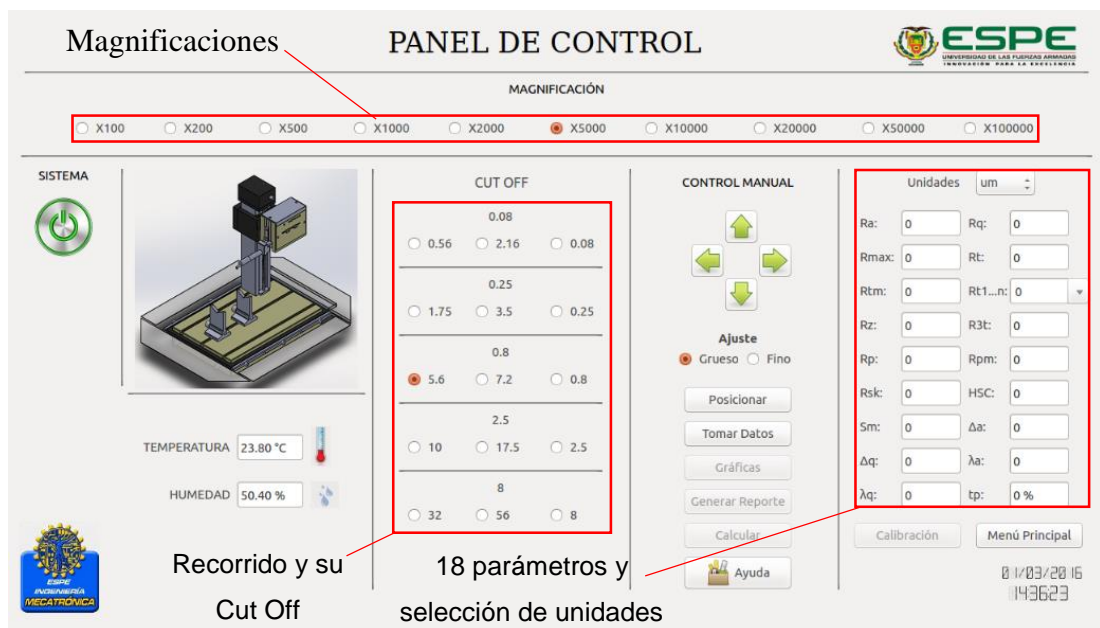 Magnificaciones
PANEL DE CONTROL
ESPE
UNIVERSIDAD DE LAS FUERZAS ARMADAS
INNOVACIÓN PARA LA EXCELENCIA
MAGNIFICACIÓN
X100 X200 X500 X1000 X2000 X5000 X10000 X20000 X50000 X100000
SISTEMA
TEMPERATURA 23.80 °C
HUMEDAD 50.40 %
CUT OFF
0.08
0.56 2.16 0.08
0.25
1.75 3.5 0.25
0.8
5.6 7.2 0.8
2.5
10 17.5 2.5
8
32 56 8
CONTROL MANUAL
Ajuste
Grueso Fino
Posicionar
Tomar Datos
Gráficas
Generar Reporte
Calcular
Ayuda
Unidades um
Ra: 0 Rq: 0
Rmax: 0 Rt: 0
Rtm: 0 Rt1...n: 0
Rz: 0 R3t: 0
Rp: 0 Rpm: 0
Rsk: 0 HSC: 0
Sm: 0 Δa: 0
Δq: 0 λa: 0
λq: 0 tp: 0 %
Calibración Menú Principal
01/03/2016
143623
ESPE
INGENIERÍA
MECATRÓNICA
Recorrido y su
Cut Off
18 parámetros y
selección de unidades